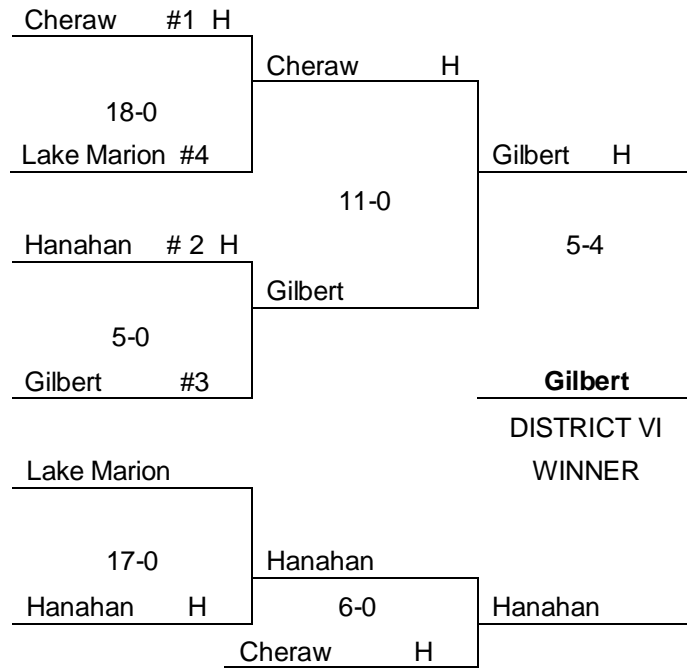 Cheraw #1 H
Cheraw H
18-0
Lake Marion #4
Gilbert H
11-0
Hanahan # 2 H
5-4
Gilbert
5-0
Gilbert #3
Gilbert
DISTRICT VI
WINNER
Lake Marion
17-0
Hanahan
Hanahan H
6-0
Hanahan
Cheraw H